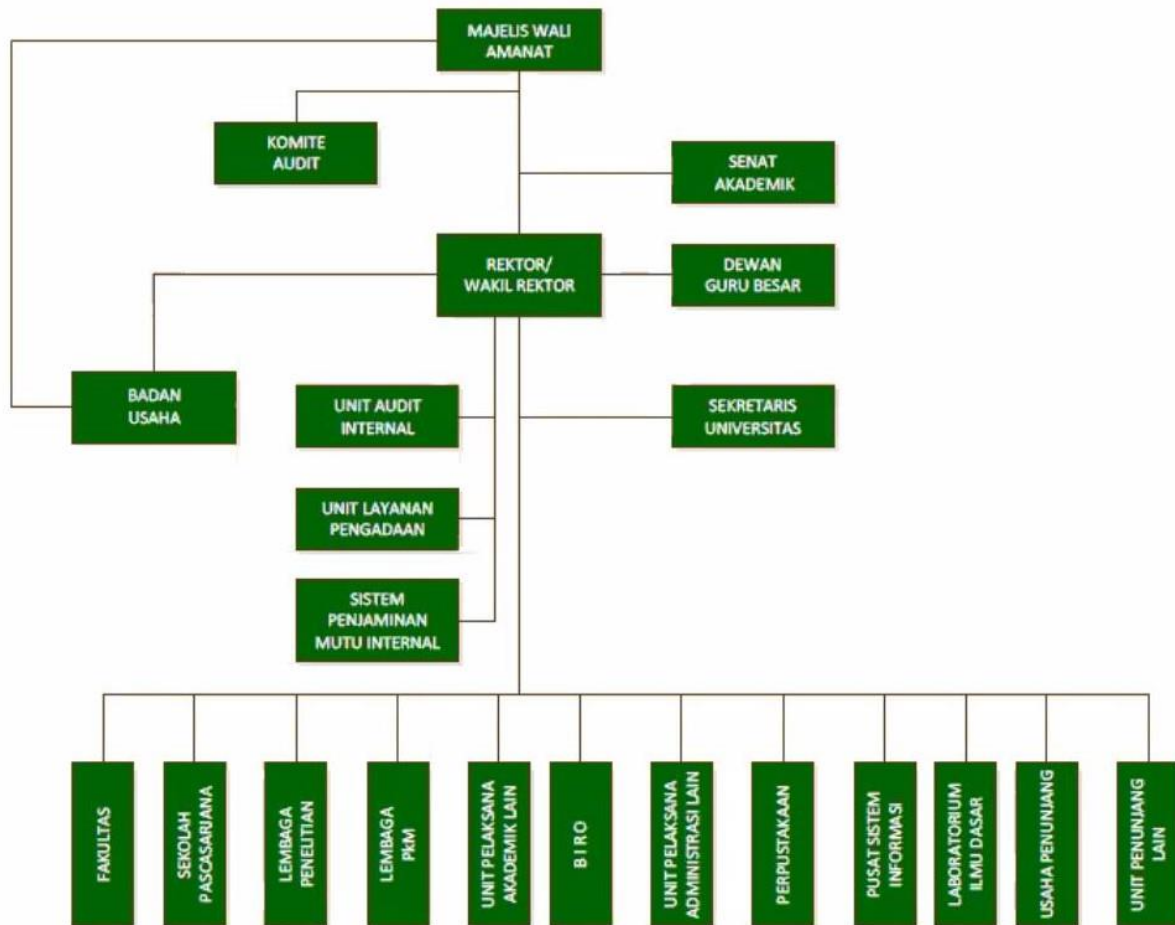 MAJELIS WALI
AMANAT
KOMITE
AUDIT
SENAT
AKADEMIK
REKTOR/
WAKIL REKTOR
DEWAN
GURU BESAR
BADAN
USAHA
UNIT AUDIT
INTERNAL
SEKRETARIS
UNIVERSITAS
UNIT LAYANAN
PENGADAAN
SISTEM
PENJAMINAN
MUTU INTERNAL
FAKULTAS
SEKOLAH
PASCASARJANA
LEMBAGA
PENELITIAN
LEMBAGA
PkM
UNIT PELAKSANA
AKADEMIK LAIN
B I R O
UNIT PELAKSANA
ADMINISTRASI LAIN
PERPUSTAKAAN
PUSAT SISTEM
INFORMASI
LABORATORIUM
ILMU DASAR
USAHA PENUNJANG
UNIT PENUNJANG
LAIN